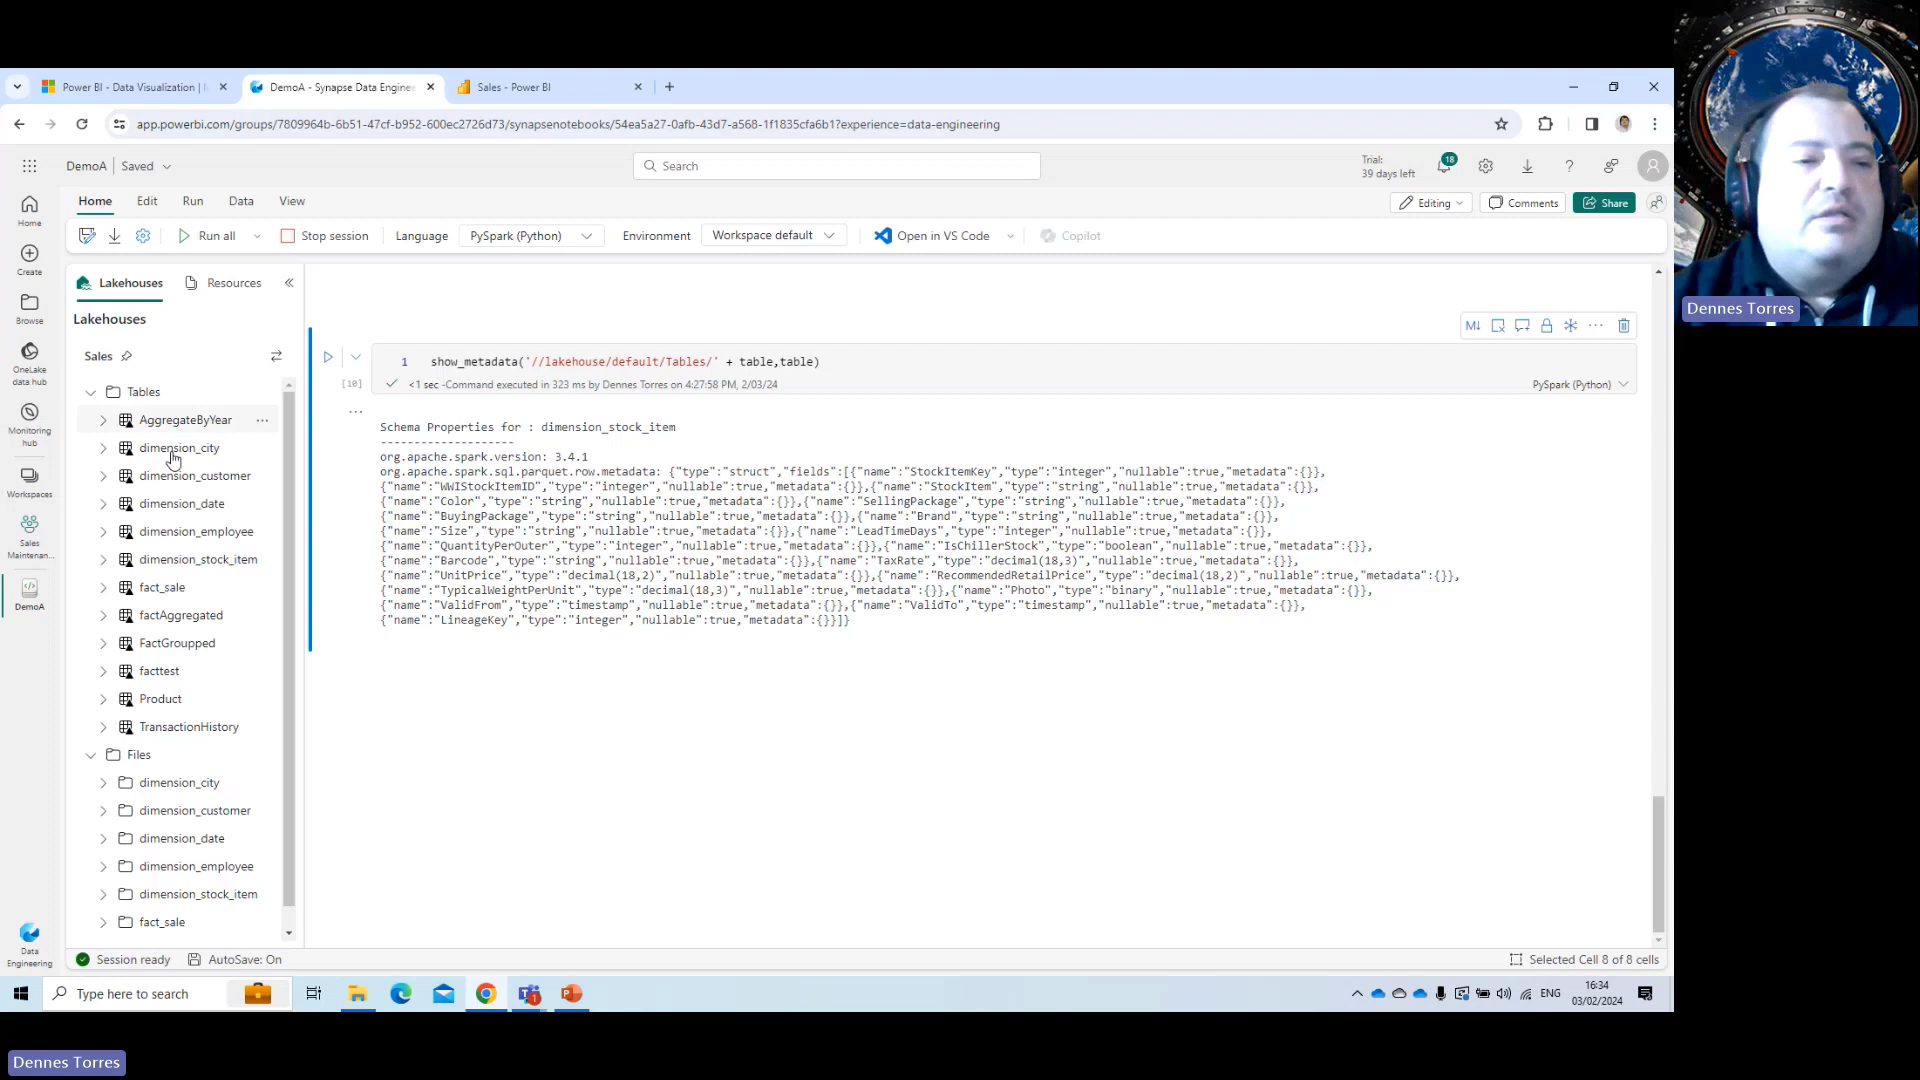 Power BI - Data Visualization |
DemoA - Synapse Data Engine
Sales - Power BI
app.powerbi.com/groups/7809964b-6b51-47cf-b952-600ec2726d73/synapsenotebooks/54ea5a27-0afb-43d7-a568-1f1835cfa6b1?experience=data-engineering
DemoA | Saved
Search
Trial:
39 days left
18
Home Edit Run Data View
Editing
Comments
Share
Run all
Stop session
Language
PySpark (Python)
Environment
Workspace default
Open in VS Code
Copilot
Home
Create
Browse
OneLake
data hub
Monitoring
hub
Workspaces
Sales
Maintenan...
DemoA
Data
Engineering
Lakehouses
Resources
Lakehouses
Sales
Tables
AggregateByYear
dimension_city
dimension_customer
dimension_date
dimension_employee
dimension_stock_item
fact_sale
factAggregated
FactGroupped
facttest
Product
TransactionHistory
Files
dimension_city
dimension_customer
dimension_date
dimension_employee
dimension_stock_item
fact_sale
M↓
1 show_metadata('//lakehouse/default/Tables/' + table,table)
[10]
<1 sec -Command executed in 323 ms by Dennes Torres on 4:27:58 PM, 2/03/24
PySpark (Python)
Schema Properties for : dimension_stock_item
--------------------
org.apache.spark.version: 3.4.1
org.apache.spark.sql.parquet.row.metadata: {"type":"struct","fields":[{"name":"StockItemKey","type":"integer","nullable":true,"metadata":{}},
{"name":"WWIStockItemID","type":"integer","nullable":true,"metadata":{}},{"name":"StockItem","type":"string","nullable":true,"metadata":{}},
{"name":"Color","type":"string","nullable":true,"metadata":{}},{"name":"SellingPackage","type":"string","nullable":true,"metadata":{}},
{"name":"BuyingPackage","type":"string","nullable":true,"metadata":{}},{"name":"Brand","type":"string","nullable":true,"metadata":{}},
{"name":"Size","type":"string","nullable":true,"metadata":{}},{"name":"LeadTimeDays","type":"integer","nullable":true,"metadata":{}},
{"name":"QuantityPerOuter","type":"integer","nullable":true,"metadata":{}},{"name":"IsChillerStock","type":"boolean","nullable":true,"metadata":{}},
{"name":"Barcode","type":"string","nullable":true,"metadata":{}},{"name":"TaxRate","type":"decimal(18,3)","nullable":true,"metadata":{}},
{"name":"UnitPrice","type":"decimal(18,2)","nullable":true,"metadata":{}},{"name":"RecommendedRetailPrice","type":"decimal(18,2)","nullable":true,"metadata":{}},
{"name":"TypicalWeightPerUnit","type":"decimal(18,3)","nullable":true,"metadata":{}},{"name":"Photo","type":"binary","nullable":true,"metadata":{}},
{"name":"ValidFrom","type":"timestamp","nullable":true,"metadata":{}},{"name":"ValidTo","type":"timestamp","nullable":true,"metadata":{}},
{"name":"LineageKey","type":"integer","nullable":true,"metadata":{}}]}
Session ready
AutoSave: On
Selected Cell 8 of 8 cells
Type here to search
ENG
16:34
03/02/2024
Dennes Torres
Dennes Torres